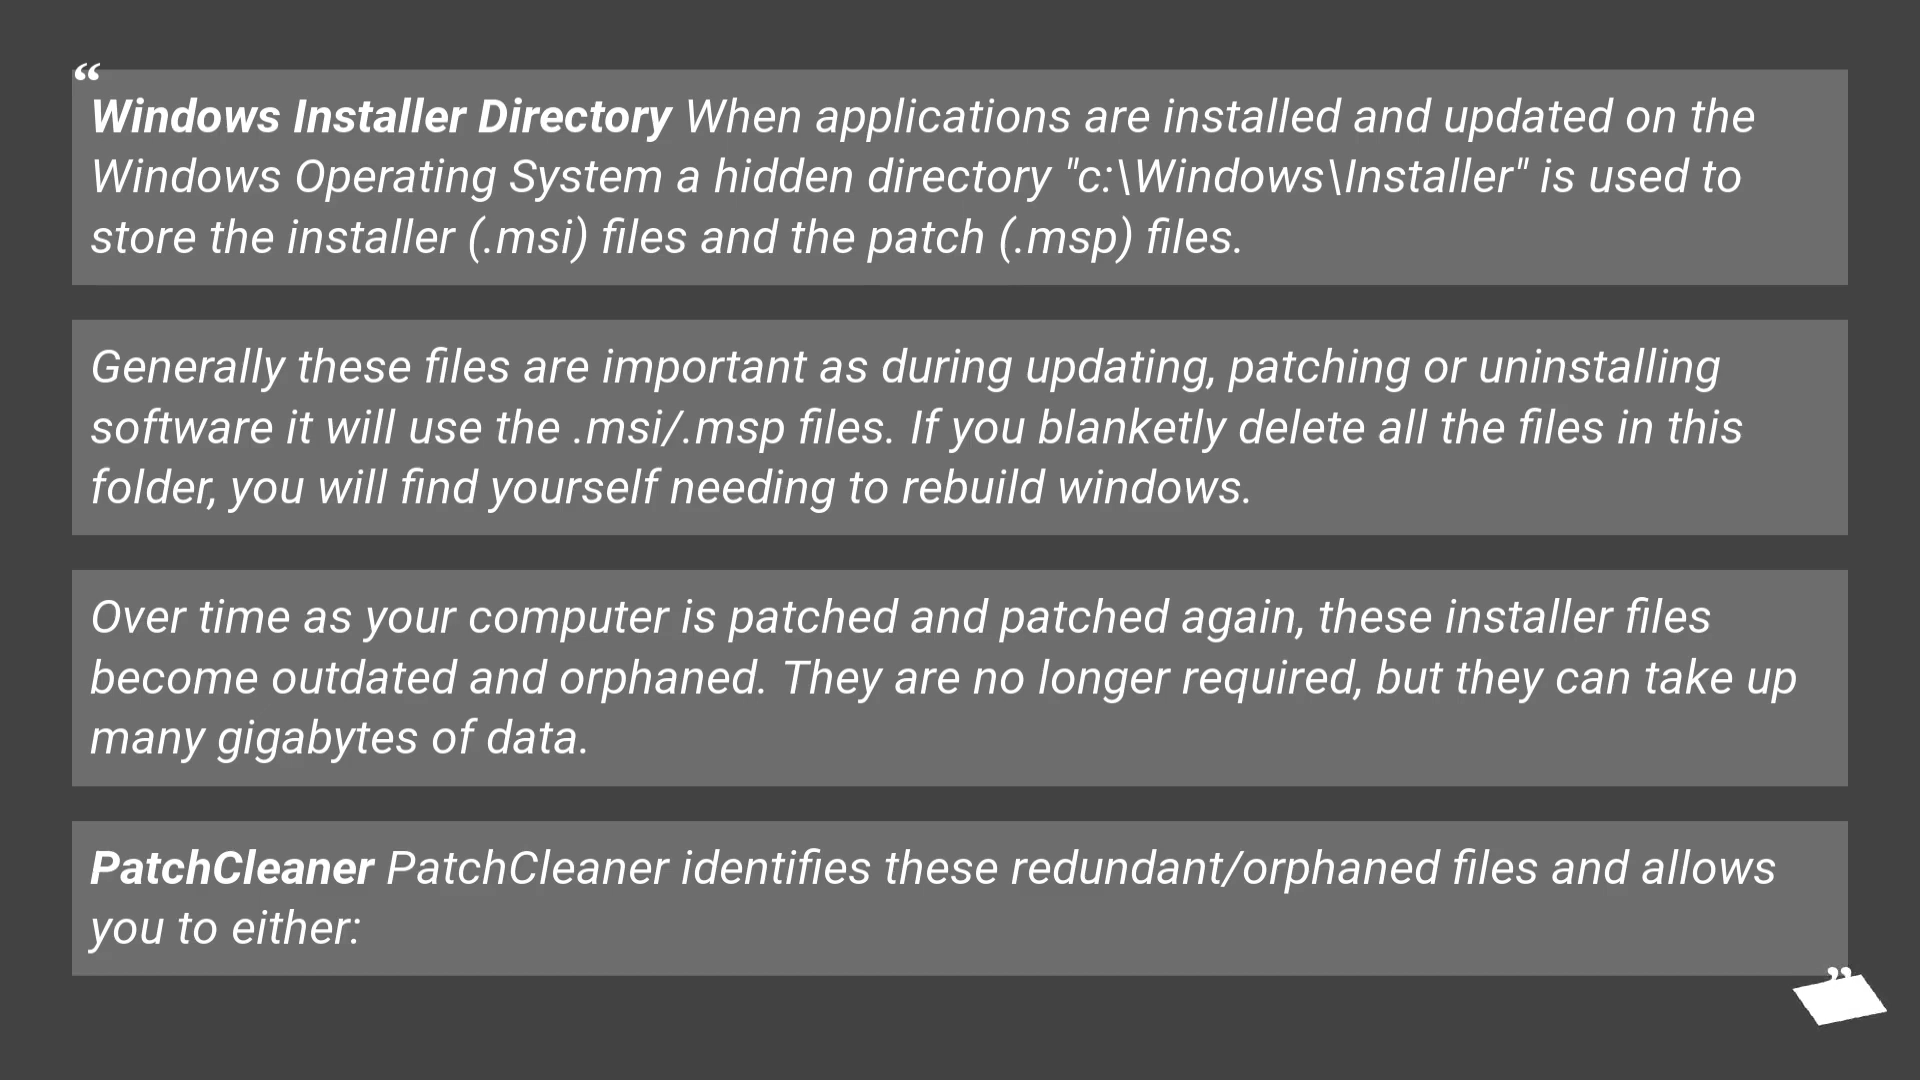 “
Windows Installer Directory When applications are installed and updated on the
Windows Operating System a hidden directory "c:\Windows\Installer" is used to
store the installer (.msi) files and the patch (.msp) files.
Generally these files are important as during updating, patching or uninstalling
software it will use the .msi/.msp files. If you blanketly delete all the files in this
folder, you will find yourself needing to rebuild windows.
Over time as your computer is patched and patched again, these installer files
become outdated and orphaned. They are no longer required, but they can take up
many gigabytes of data.
PatchCleaner PatchCleaner identifies these redundant/orphaned files and allows
you to either:
”